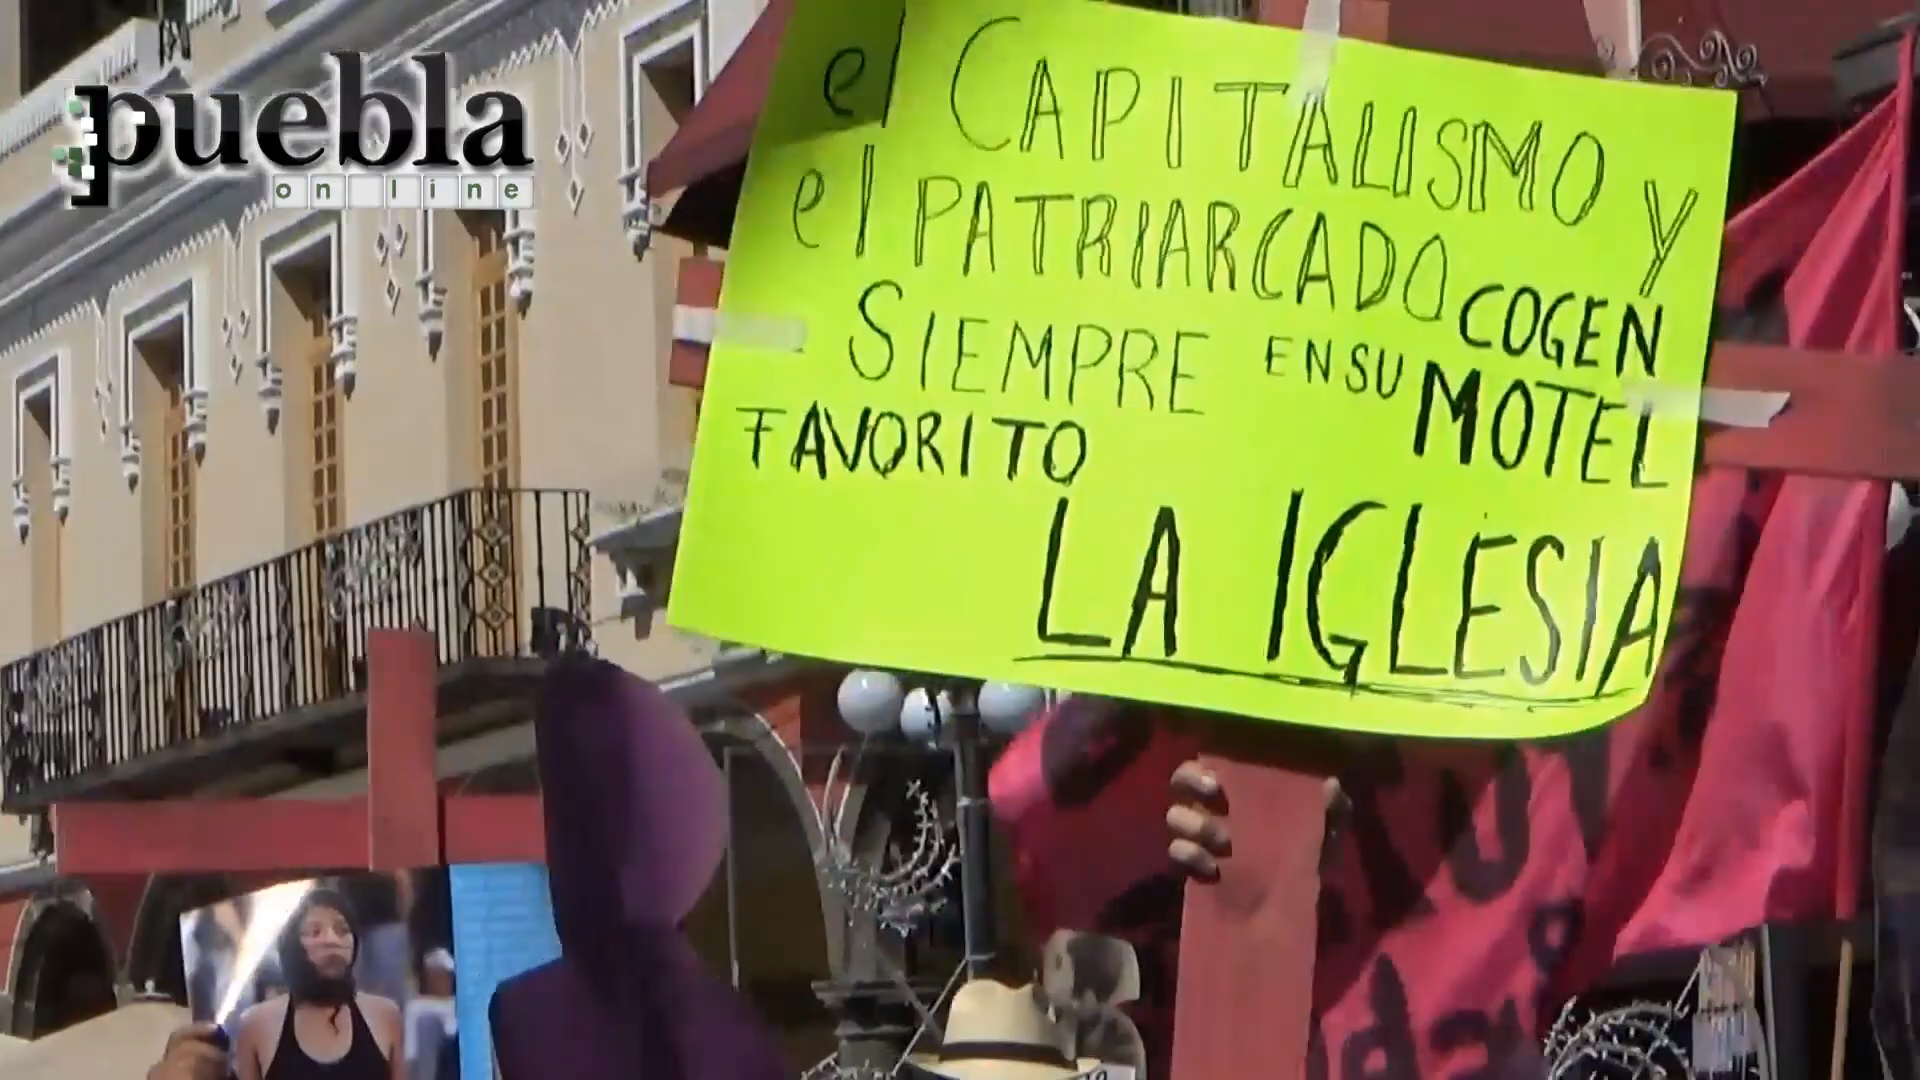 puebla
on line
el CAPITALISMO y
el PATRIARCADO COGEN
SIEMPRE EN SU MOTEL
FAVORITO
LA IGLESIA